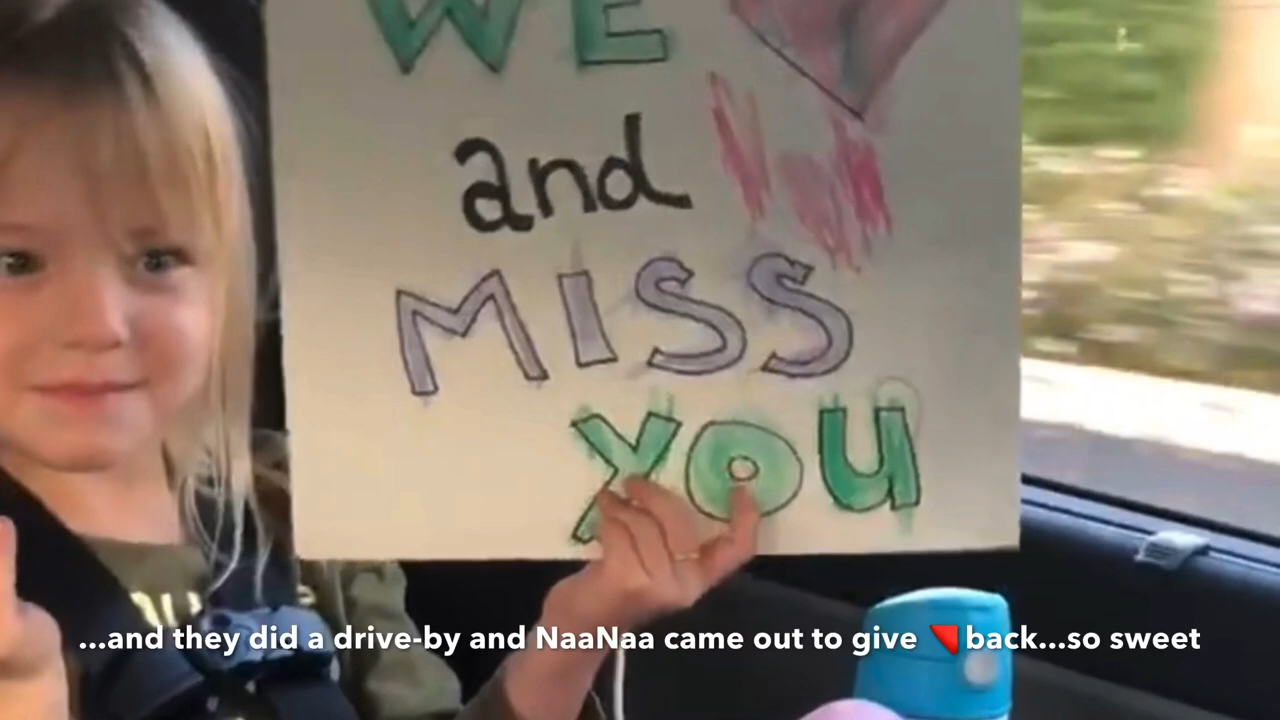 WE
and
MISS
YOU
...and they did a drive-by and NaaNaa came out to give back...so sweet